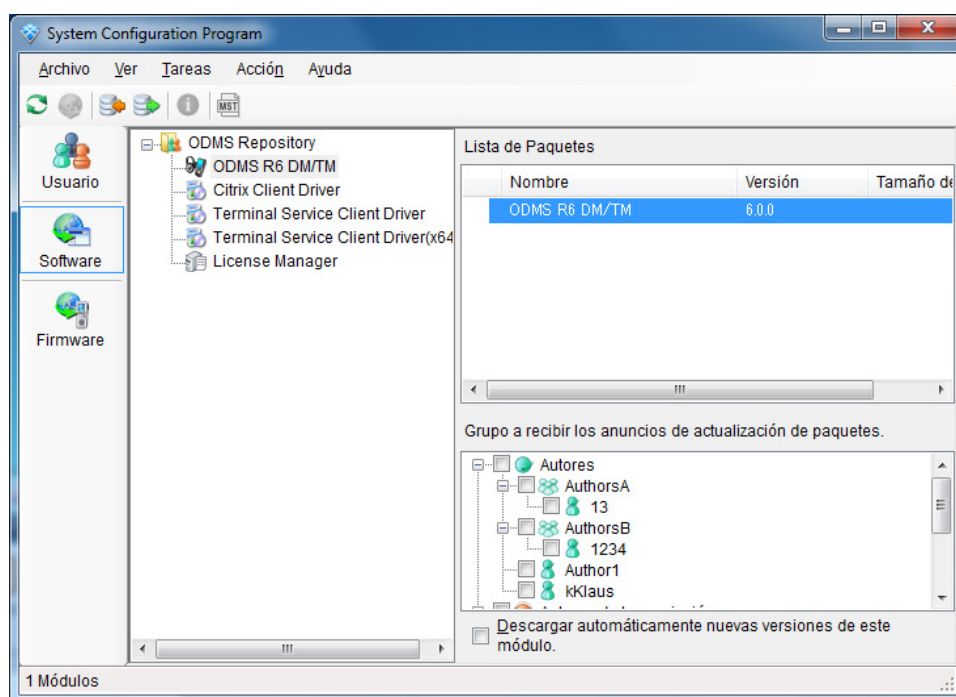 System Configuration Program
Archivo Ver Tareas Acción Ayuda
MST
Usuario
Software
Firmware
ODMS Repository
ODMS R6 DM/TM
Citrix Client Driver
Terminal Service Client Driver
Terminal Service Client Driver(x64
License Manager
Lista de Paquetes
Nombre Versión Tamaño de
ODMS R6 DM/TM 6.0.0
Grupo a recibir los anuncios de actualización de paquetes.
Autores
AuthorsA
13
AuthorsB
1234
Author1
kKlaus
Descargar automáticamente nuevas versiones de este
módulo.
1 Módulos